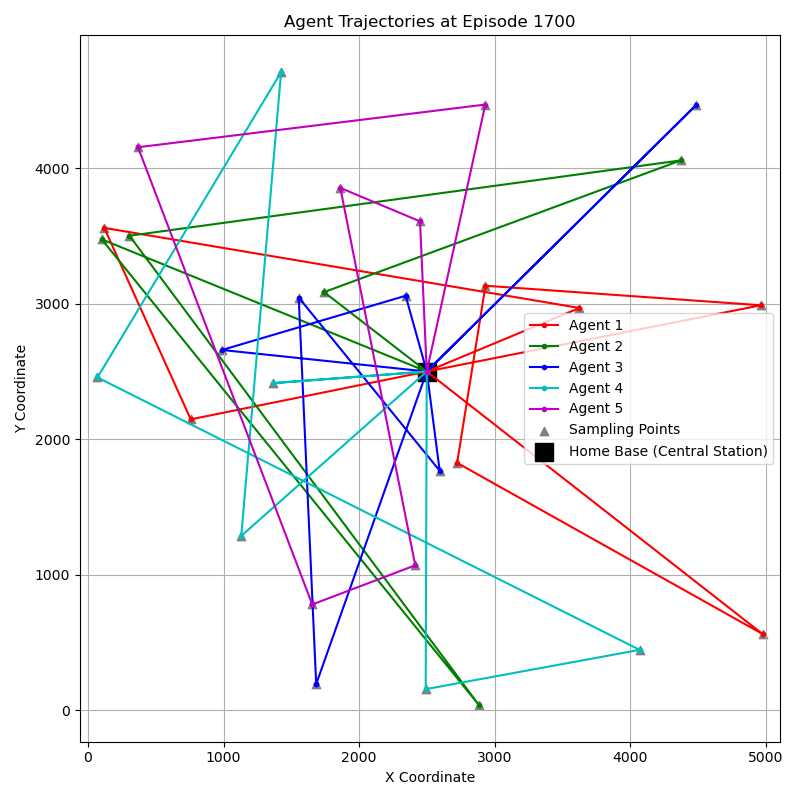 Agent Trajectories at Episode 1700
Y Coordinate
4000
3000
2000
1000
0
Agent 1
Agent 2
Agent 3
Agent 4
Agent 5
Sampling Points
Home Base (Central Station)
0 1000 2000 3000 4000 5000
X Coordinate